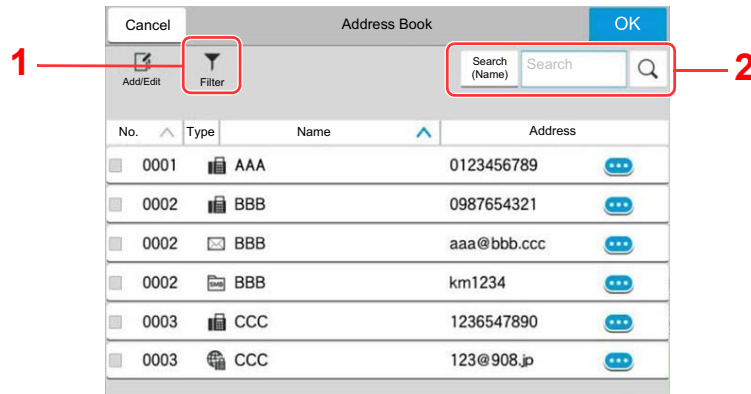 Cancel Address Book OK
1
Add/Edit
Filter
Search
(Name)
Search
2
No. Type Name Address
0001 AAA 0123456789
0002 BBB 0987654321
0002 BBB aaa@bbb.ccc
0002 SMB BBB km1234
0003 CCC 1236547890
0003 CCC 123@908.jp